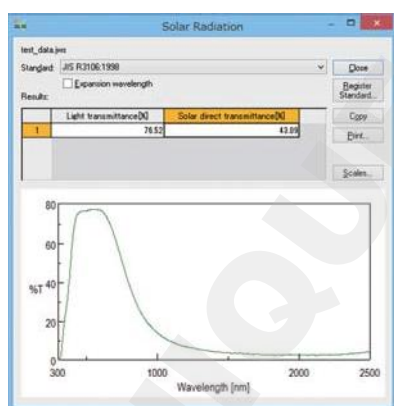 Solar Radiation
test_data.jws
Standard: JIS R3106:1998
Expansion wavelength
Results:
Close
Register Standard...
Copy
Print...
Scales...
Light transmittance[%] Solar direct transmittance[%]
1 76.52 43.89
80
60
%T 40
20
0
300 1000 2000 2500
Wavelength [nm]